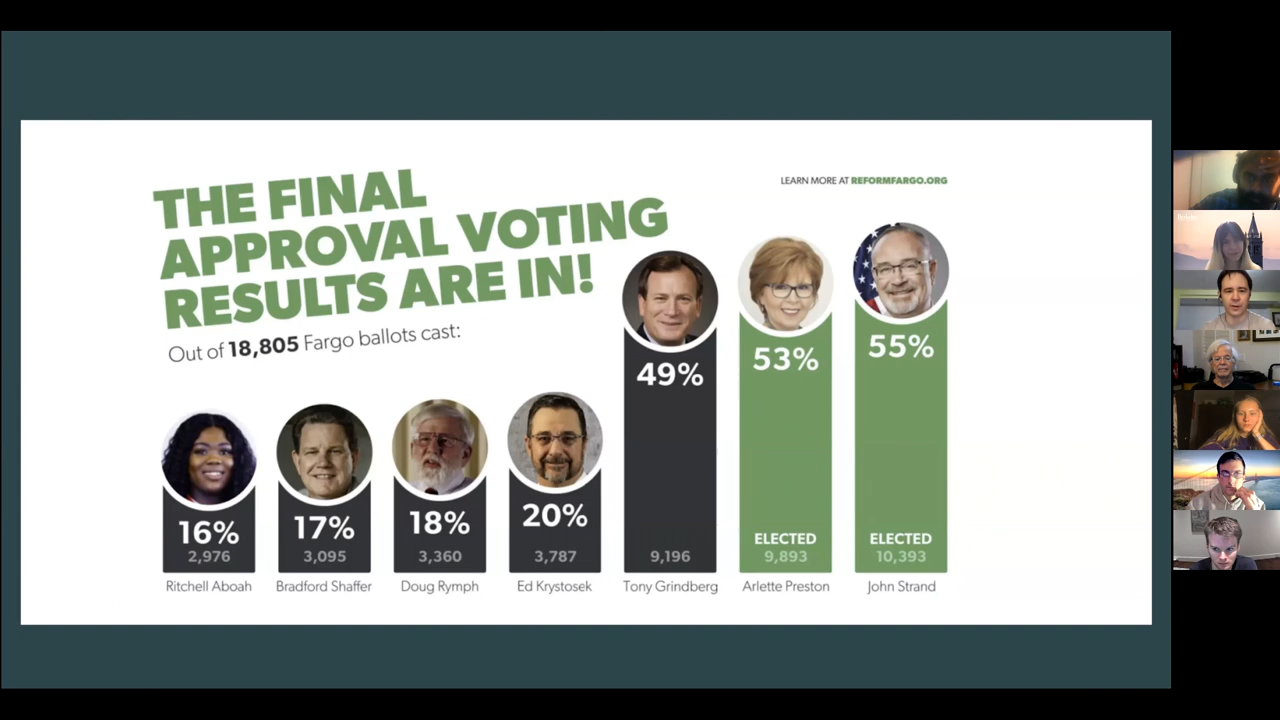 LEARN MORE AT REFORMFARGO.ORG
THE FINAL
APPROVAL VOTING
RESULTS ARE IN!
Out of 18,805 Fargo ballots cast:
16%
2,976
Ritchell Aboah
17%
3,095
Bradford Shaffer
18%
3,360
Doug Rymph
20%
3,787
Ed Krystosek
49%
9,196
Tony Grindberg
53%
ELECTED
9,893
Arlette Preston
55%
ELECTED
10,393
John Strand